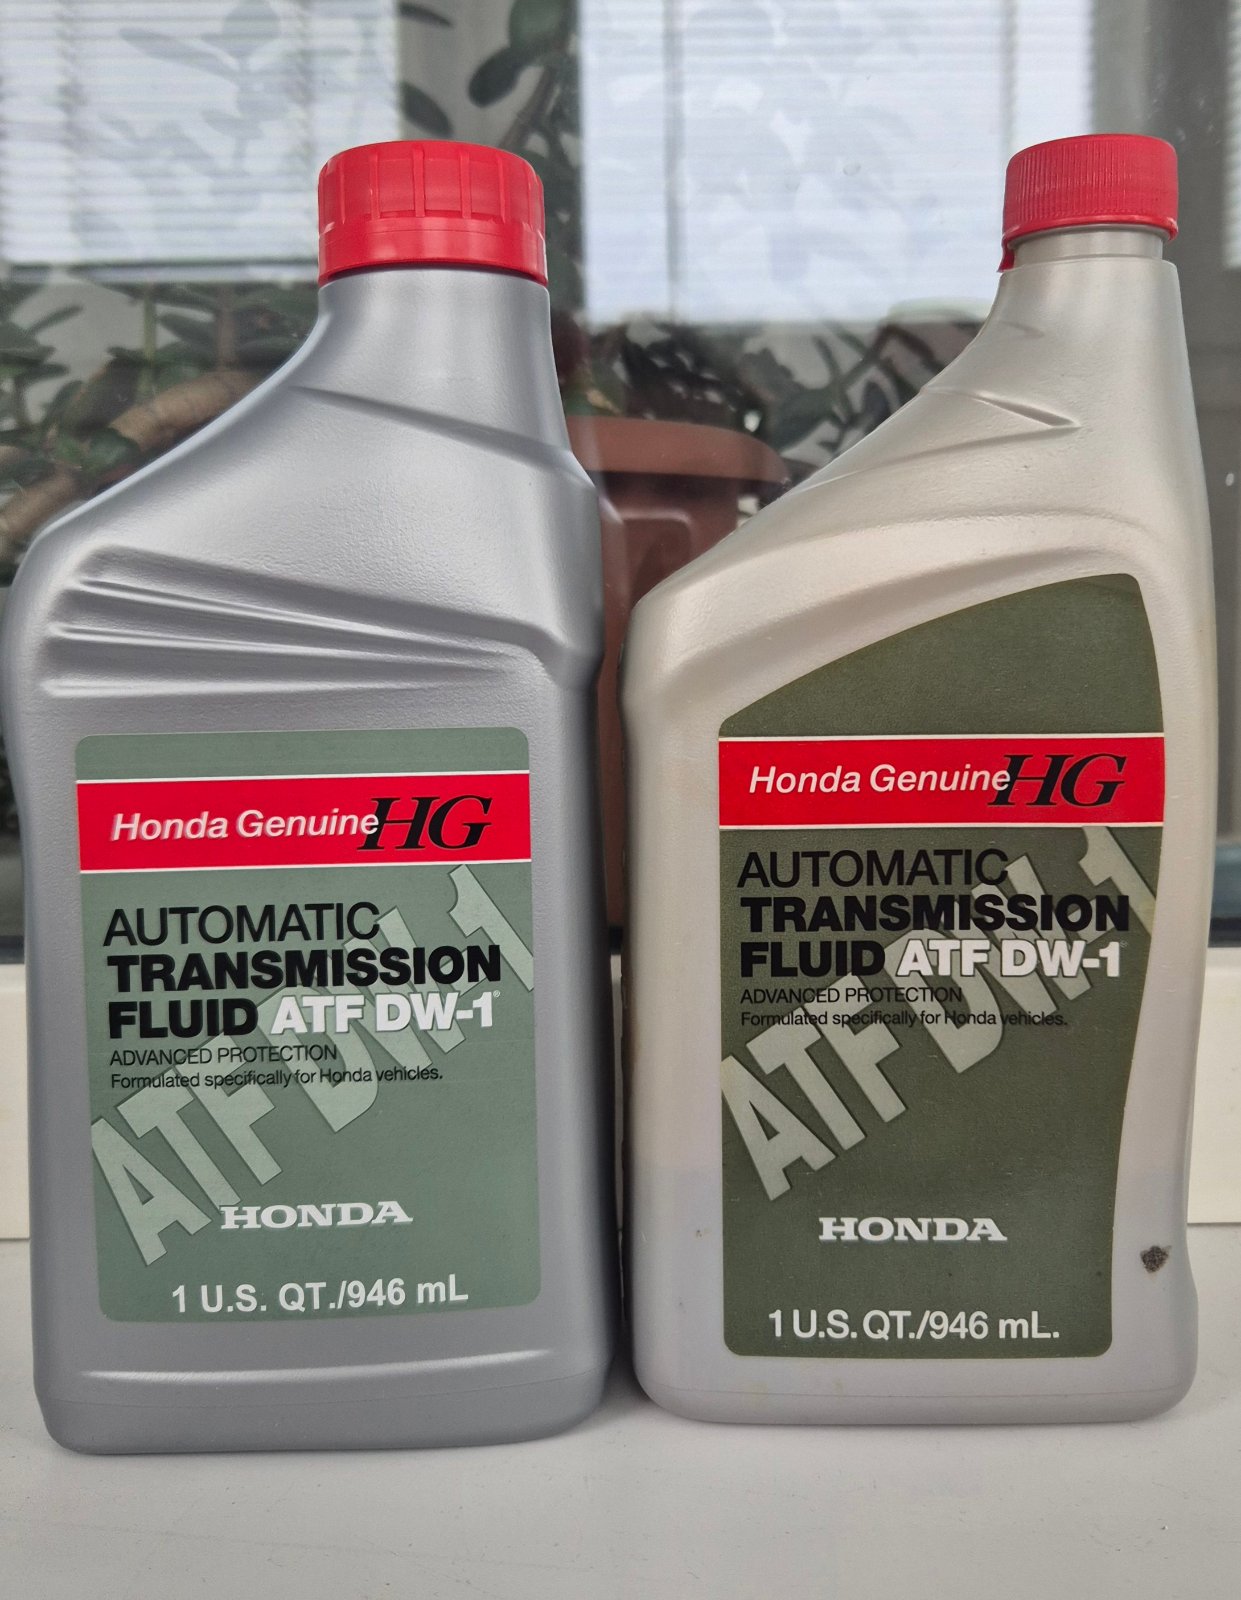 Honda Genuine HG
AUTOMATIC
TRANSMISSION
FLUID ATF DW-1®
ADVANCED PROTECTION
Formulated specifically for Honda vehicles.
ATF DW-1
HONDA
1 U.S. QT./946 mL
Honda Genuine HG
AUTOMATIC
TRANSMISSION
FLUID ATF DW-1®
ADVANCED PROTECTION
Formulated specifically for Honda vehicles.
ATF DW-1
HONDA
1 U.S. QT./946 mL.